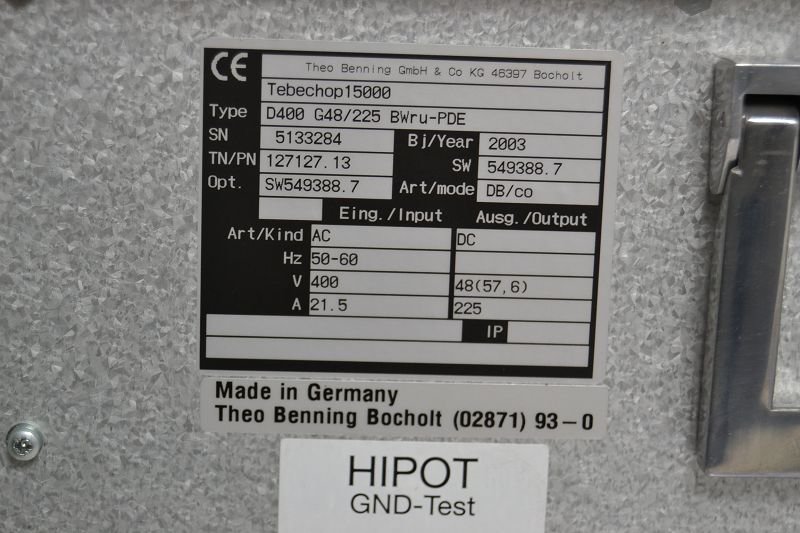 CE Theo Benning GmbH & Co KG 46397 Bocholt
Tebechop15000
Type D400 G48/225 BWru-PDE
SN 5133284 Bj/Year 2003
TN/PN 127127.13 SW 549388.7
Opt. SW549388.7 Art/mode DB/co
Eing./Input Ausg./Output
Art/Kind AC DC
Hz 50-60
V 400 48(57,6)
A 21.5 225
IP
Made in Germany
Theo Benning Bocholt (02871) 93-0
HIPOT
GND-Test